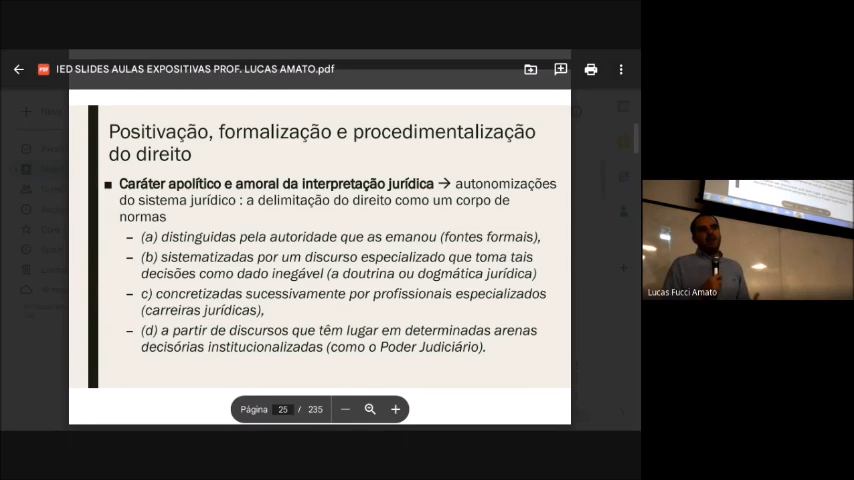 IED SLIDES AULAS EXPOSITIVAS PROF. LUCAS AMATO.pdf
Positivação, formalização e procedimentalização
do direito
■ Caráter apolítico e amoral da interpretação jurídica → autonomizações
do sistema jurídico : a delimitação do direito como um corpo de
normas
– (a) distinguidas pela autoridade que as emanou (fontes formais),
– (b) sistematizadas por um discurso especializado que toma tais
decisões como dado inegável (a doutrina ou dogmática jurídica)
– c) concretizadas sucessivamente por profissionais especializados
(carreiras jurídicas),
– (d) a partir de discursos que têm lugar em determinadas arenas
decisórias institucionalizadas (como o Poder Judiciário).
Página 25 / 235
Lucas Fucci Amato